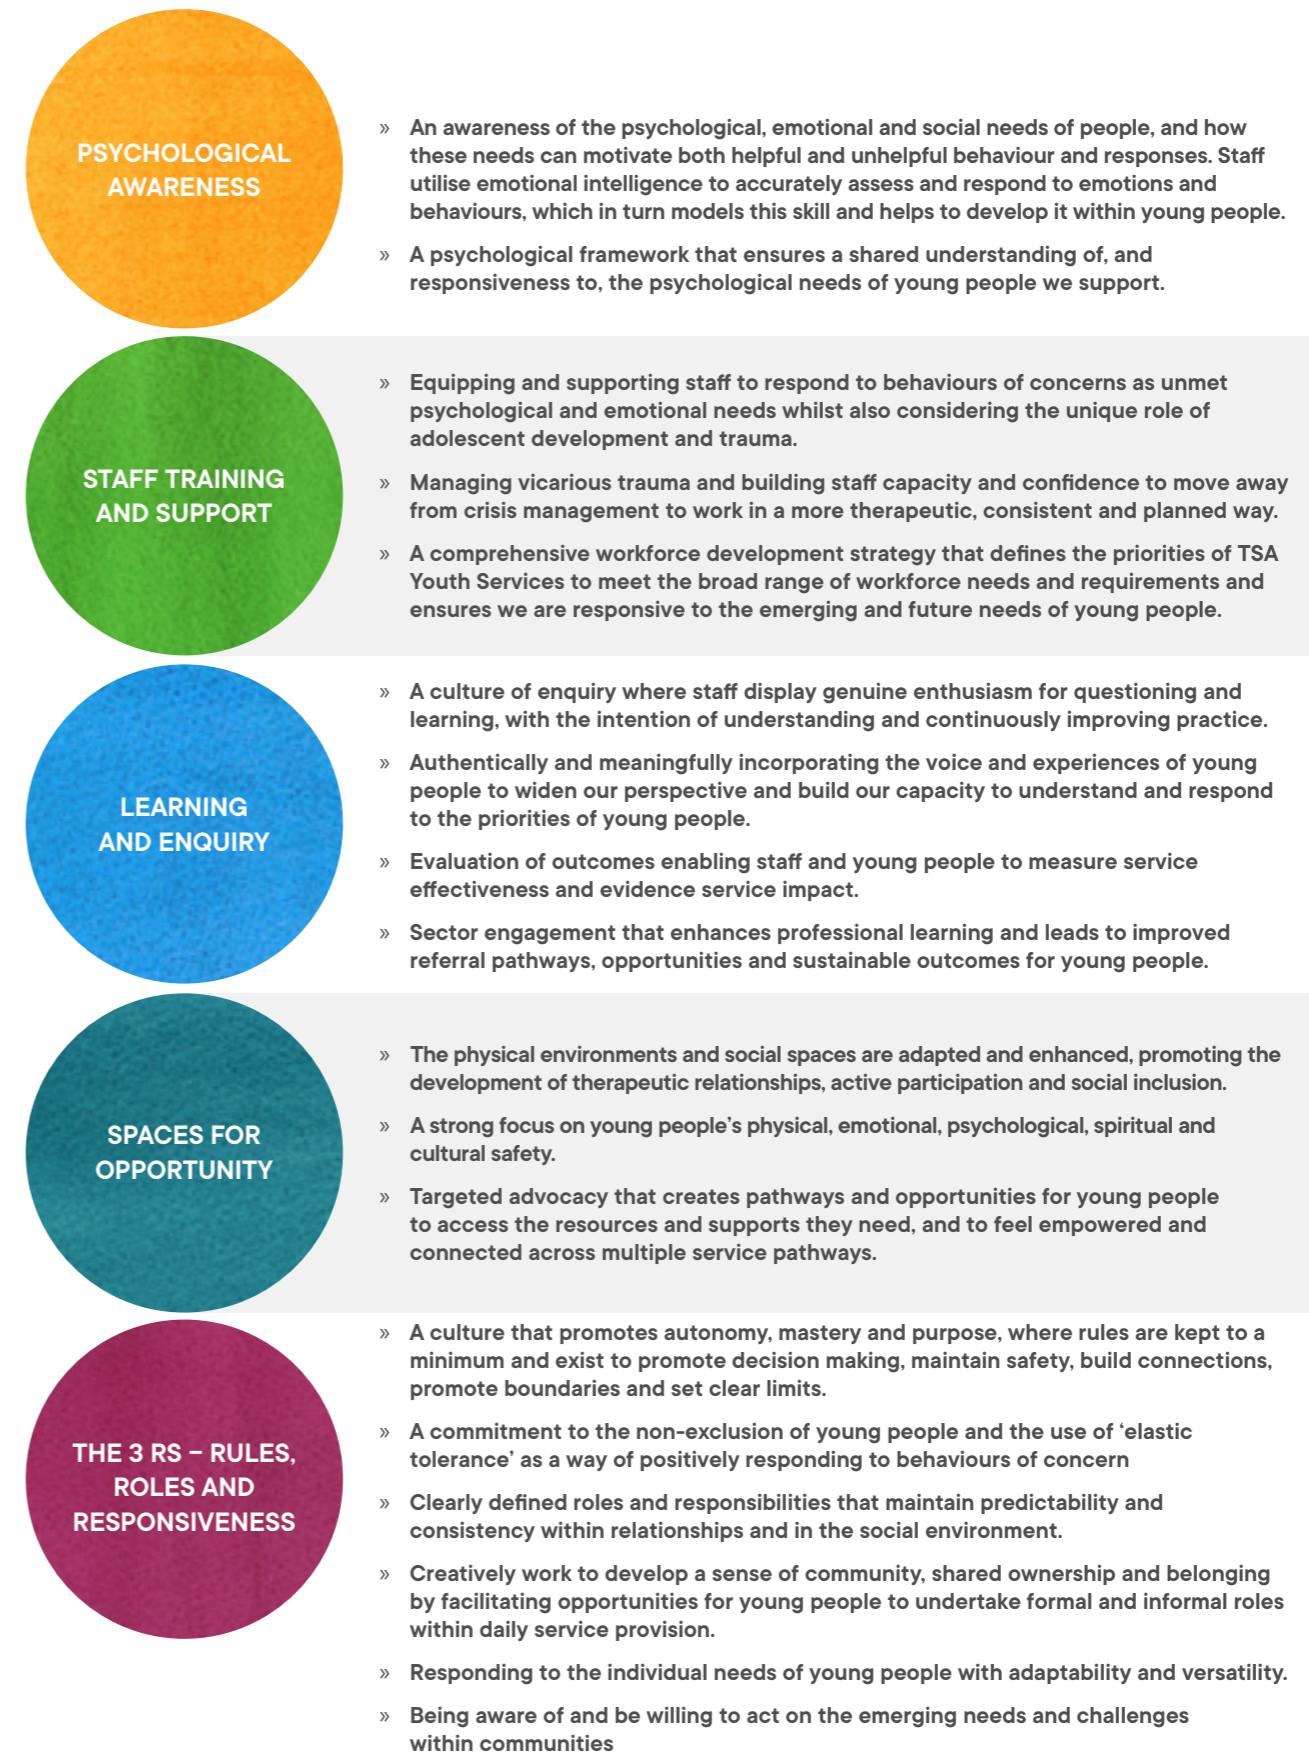 PSYCHOLOGICAL
AWARENESS
» An awareness of the psychological, emotional and social needs of people, and how
these needs can motivate both helpful and unhelpful behaviour and responses. Staff
utilise emotional intelligence to accurately assess and respond to emotions and
behaviours, which in turn models this skill and helps to develop it within young people.
» A psychological framework that ensures a shared understanding of, and
responsiveness to, the psychological needs of young people we support.
STAFF TRAINING
AND SUPPORT
» Equipping and supporting staff to respond to behaviours of concerns as unmet
psychological and emotional needs whilst also considering the unique role of
adolescent development and trauma.
» Managing vicarious trauma and building staff capacity and confidence to move away
from crisis management to work in a more therapeutic, consistent and planned way.
» A comprehensive workforce development strategy that defines the priorities of TSA
Youth Services to meet the broad range of workforce needs and requirements and
ensures we are responsive to the emerging and future needs of young people.
LEARNING
AND ENQUIRY
» A culture of enquiry where staff display genuine enthusiasm for questioning and
learning, with the intention of understanding and continuously improving practice.
» Authentically and meaningfully incorporating the voice and experiences of young
people to widen our perspective and build our capacity to understand and respond
to the priorities of young people.
» Evaluation of outcomes enabling staff and young people to measure service
effectiveness and evidence service impact.
» Sector engagement that enhances professional learning and leads to improved
referral pathways, opportunities and sustainable outcomes for young people.
SPACES FOR
OPPORTUNITY
» The physical environments and social spaces are adapted and enhanced, promoting the
development of therapeutic relationships, active participation and social inclusion.
» A strong focus on young people's physical, emotional, psychological, spiritual and
cultural safety.
» Targeted advocacy that creates pathways and opportunities for young people
to access the resources and supports they need, and to feel empowered and
connected across multiple service pathways.
THE 3 RS – RULES,
ROLES AND
RESPONSIVENESS
» A culture that promotes autonomy, mastery and purpose, where rules are kept to a
minimum and exist to promote decision making, maintain safety, build connections,
promote boundaries and set clear limits.
» A commitment to the non-exclusion of young people and the use of ‘elastic
tolerance’ as a way of positively responding to behaviours of concern
» Clearly defined roles and responsibilities that maintain predictability and
consistency within relationships and in the social environment.
» Creatively work to develop a sense of community, shared ownership and belonging
by facilitating opportunities for young people to undertake formal and informal roles
within daily service provision.
» Responding to the individual needs of young people with adaptability and versatility.
» Being aware of and be willing to act on the emerging needs and challenges
within communities